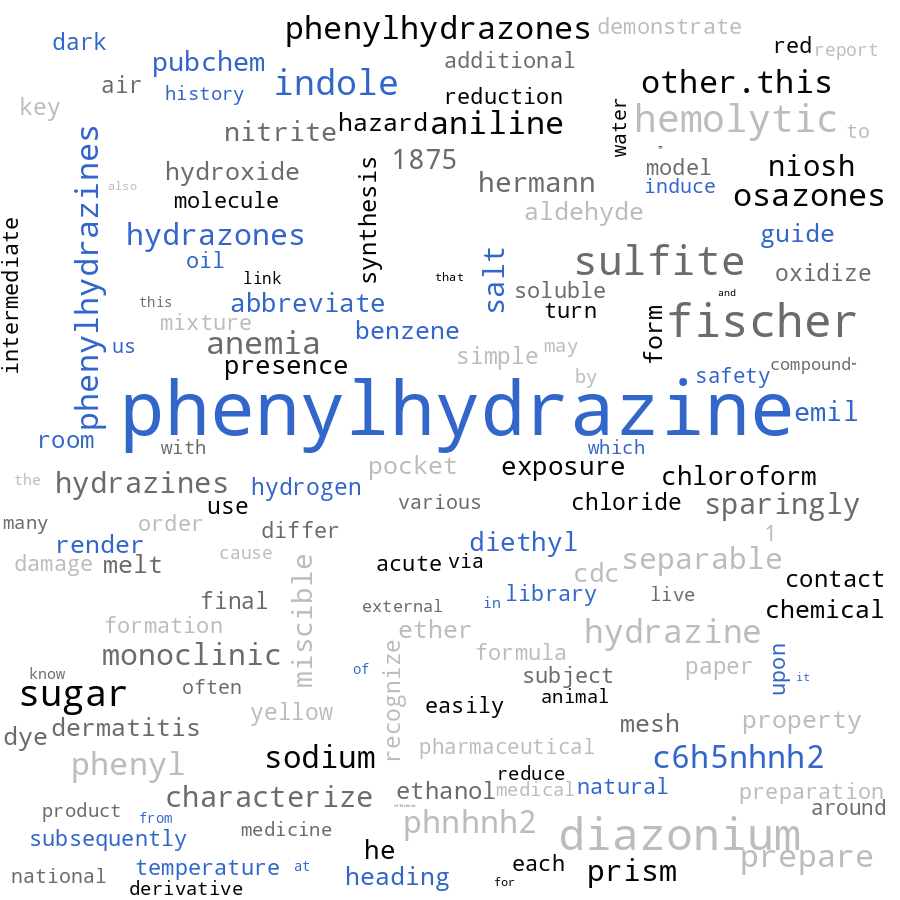 phenylhydrazones
demonstrate
dark
red
report
pubchem
additional
indole
other.this
air
history
reduction
key
hemolytic
nitrite
hazard
aniline
water
to
1875
phenylhydrazines
hydroxide
synthesis
model
niosh
also
hermann
induce
osazones
molecule
aldehyde
hydrazones
guide
intermediate
oil
sulfite
link
that
salt
oxidize
this
abbreviate
soluble
and
mixture
benzene
turn
form
fischer
us
anemia
simple
may
presence
compound-
by
safety
phenylhydrazine
emil
room
with
which
the
hydrazines
hydrogen
pocket
exposure
chloroform
use
various
chloride
sparingly
many
order
differ
1
render
cause
diethyl
damage
melt
acute
via
separable
cdc
contact
final
miscible
external
in
library
live
chemical
formation
ether
hydrazine
monoclinic
of
recognize
formula
paper
upon
it
know
subject
sugar
often
animal
yellow
easily
dye
dermatitis
mesh
property
phenyl
sodium
pharmaceutical
c6h5nhnh2
reduce
characterize
ethanol
medical
natural
preparation
product
from
around
subsequently
medicine
phnhnh2
diazonium
he
prepare
temperature
at
each
national
heading
prism
derivative
for